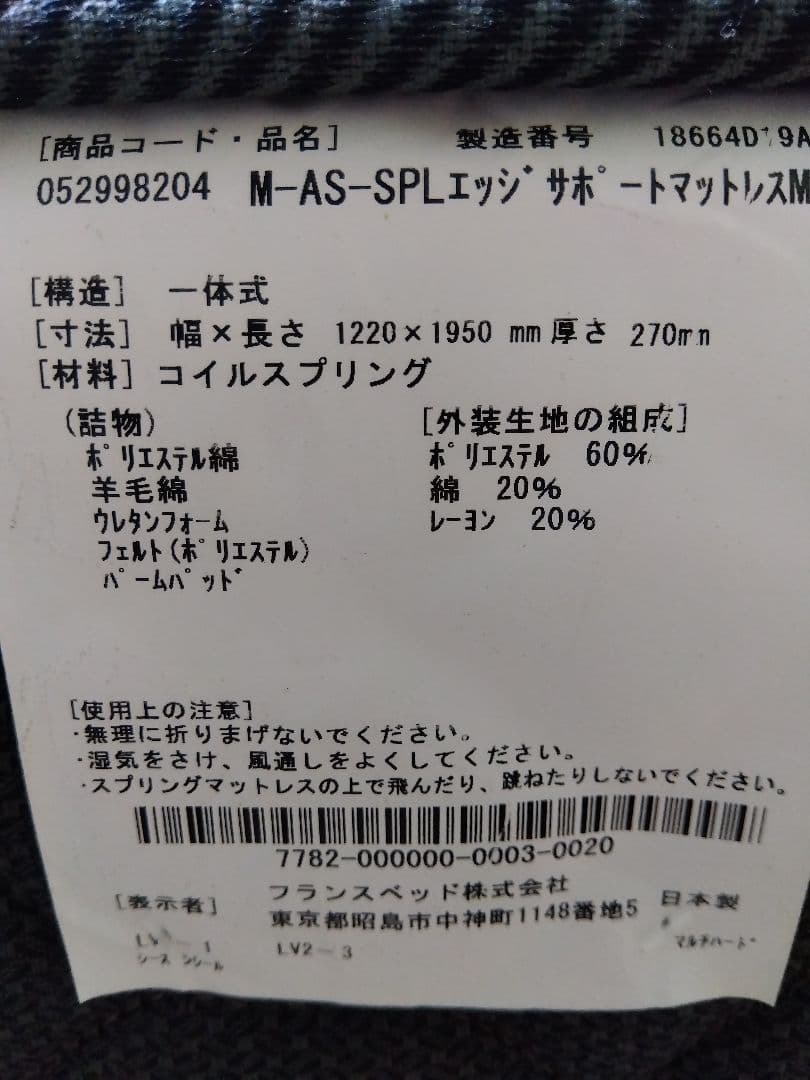 [商品コード・品名] 製造番号 18664D19A
052998204 M-AS-SPLエッジサポートマットレスM
[構造] 一体式
[寸法] 幅×長さ 1220×1950 mm 厚さ 270mm
[材料] コイルスプリング
(詰物) [外装生地の組成]
ポリエステル綿 ポリエステル 60%
羊毛綿 綿 20%
ウレタンフォーム レーヨン 20%
フェルト(ポリエステル)
パームパッド
[使用上の注意]
・無理に折りまげないでください。
・湿気をさけ、風通しをよくしてください。
・スプリングマットレスの上で飛んだり、跳ねたりしないでください。
7782-000000-0003-0020
[表示者] フランスベッド株式会社 日本製
東京都昭島市中神町1148番地5
LV2-3 マルチハード